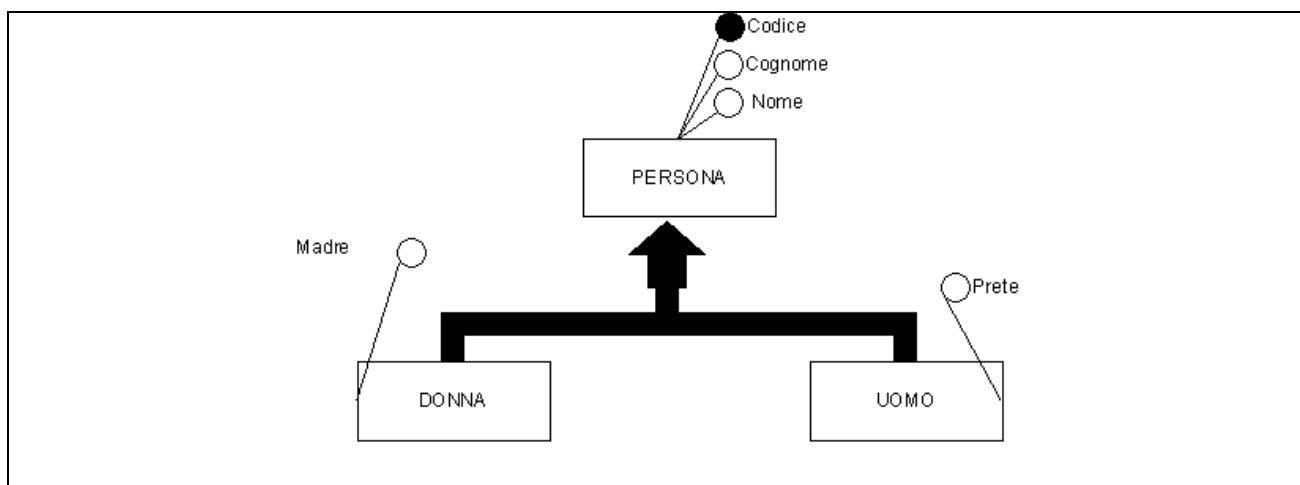 Codice
Cognome
Nome
PERSONA
Madre
Prete
DONNA
UOMO